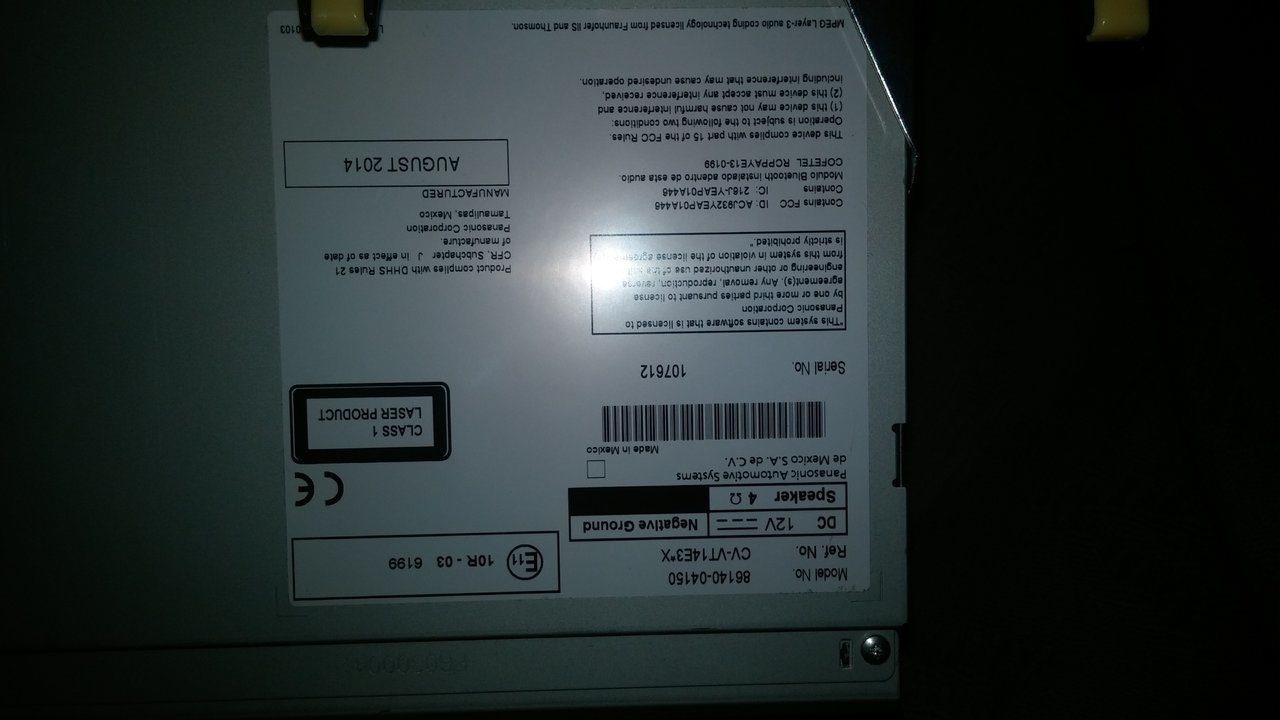 Model No. 86140-04150
Ref. No. CV-VT14E3*X
DC 12V
Negative Ground
Speaker 4 Ω
E11 10R - 03 6199
Panasonic Automotive Systems
de Mexico S.A. de C.V.
Made in Mexico
CE
CLASS 1
LASER PRODUCT
Serial No. 107612
"This system contains software that is licensed to
Panasonic Corporation
by one or more third parties pursuant to license
agreement(s). Any removal, reproduction, reverse
engineering or other unauthorized use of
from this system in violation of the license
is strictly prohibited."
Product complies with DHHS Rules 21
CFR, Subchapter J in effect as of date
of manufacture.
Panasonic Corporation
Tamaulipas, Mexico
MANUFACTURED
AUGUST 2014
Contains FCC ID: ACJ932YEAP01A446
Contains IC: 216J-YEAP01A446
Modulo Bluetooth instalado adentro de esta audio.
COFETEL RCPPAYE13-0199
This device complies with part 15 of the FCC Rules.
Operation is subject to the following two conditions:
(1) this device may not cause harmful interference and
(2) this device must accept any interference received,
including interference that may cause undesired operation.
MPEG Layer-3 audio coding technology licensed from Fraunhofer IIS and Thomson.